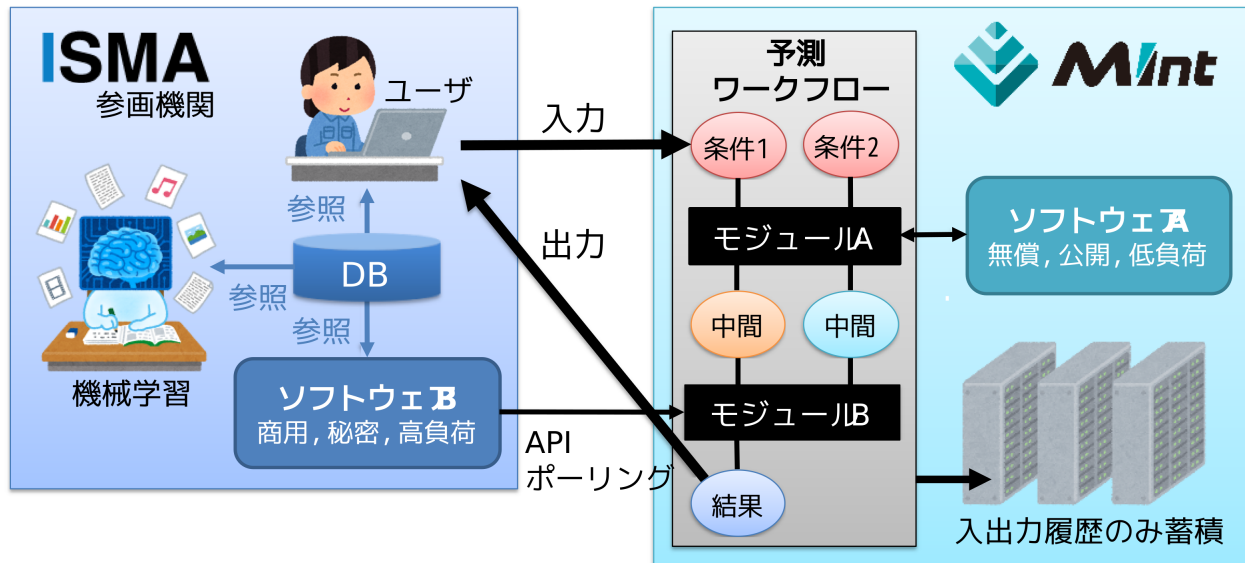 ISMA
参画機関
ユーザ
参照
DB
参照
参照
機械学習
ソフトウェアB
商用, 秘密, 高負荷
入力
出力
API
ポーリング
予測
ワークフロー
条件1
条件2
モジュールA
中間
中間
モジュールB
結果
MInt
ソフトウェアA
無償, 公開, 低負荷
入出力履歴のみ蓄積